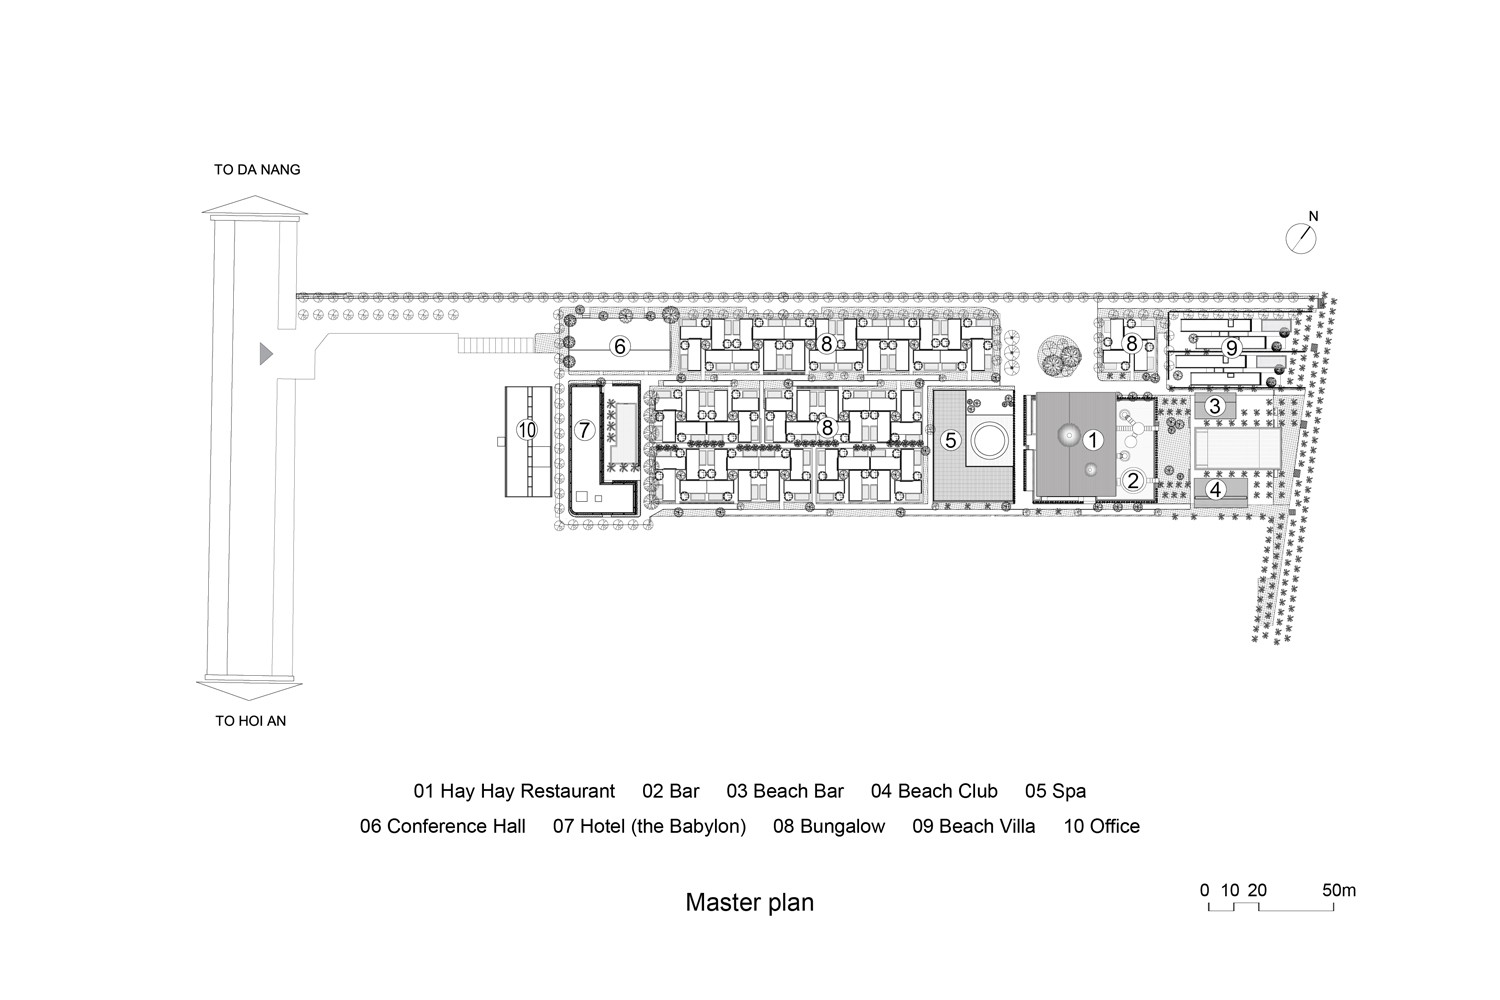 TO DA NANG
N
6
8
8
9
3
10
7
8
5
1
2
4
TO HOI AN
01 Hay Hay Restaurant 02 Bar 03 Beach Bar 04 Beach Club 05 Spa
06 Conference Hall 07 Hotel (the Babylon) 08 Bungalow 09 Beach Villa 10 Office
Master plan
0 10 20 50m